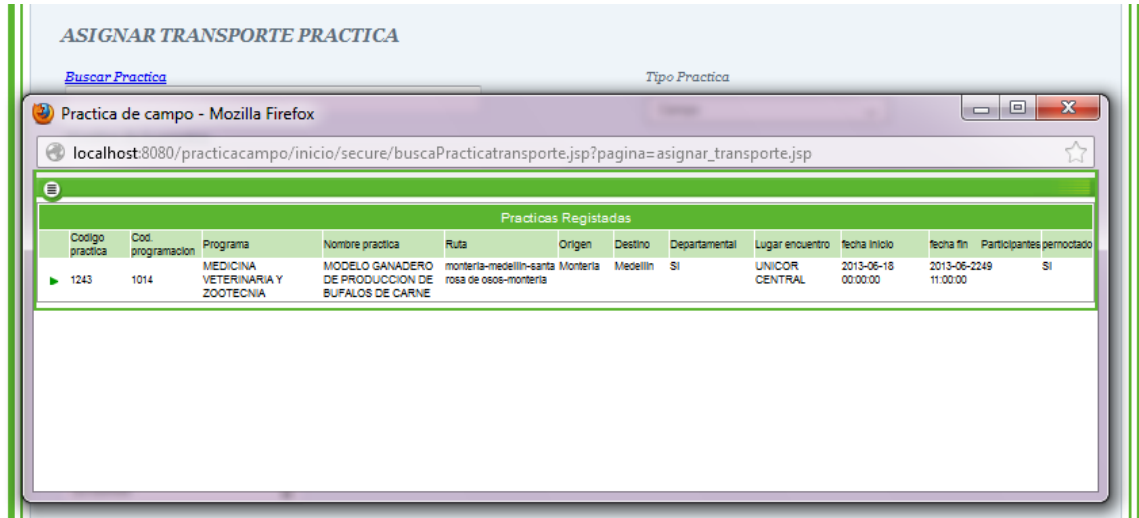 ASIGNAR TRANSPORTE PRACTICA
Buscar Practica Tipo Practica
Practica de campo - Mozilla Firefox
localhost:8080/practicacampo/inicio/secure/buscaPracticatransporte.jsp?pagina=asignar_transporte.jsp
Practicas Registadas
Codigo practica Cod. programacion Programa Nombre practica Ruta Origen Destino Departamental Lugar encuentro fecha inicio fecha fin Participantes pernoctado
1243 1014 MEDICINA VETERINARIA Y ZOOTECNIA MODELO GANADERO DE PRODUCCION DE BUFALOS DE CARNE monteria-medellin-santa rosa de osos-monteria Monteria Medellin SI UNICOR CENTRAL 2013-06-18 00:00:00 2013-06-22 11:00:00 49 SI